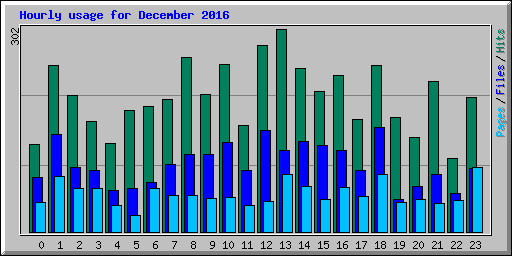 Hourly usage for December 2016
302
Pages / Files / Hits
0 1 2 3 4 5 6 7 8 9 10 11 12 13 14 15 16 17 18 19 20 21 22 23